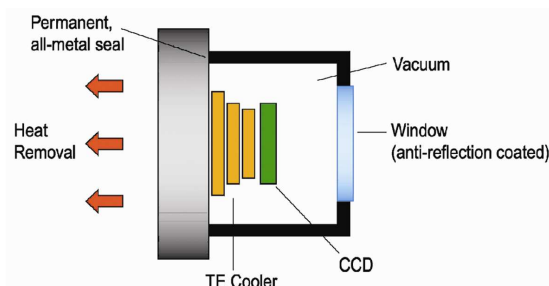 Permanent,
all-metal seal
Vacuum
Heat
Removal
Window
(anti-reflection coated)
CCD
TE Cooler